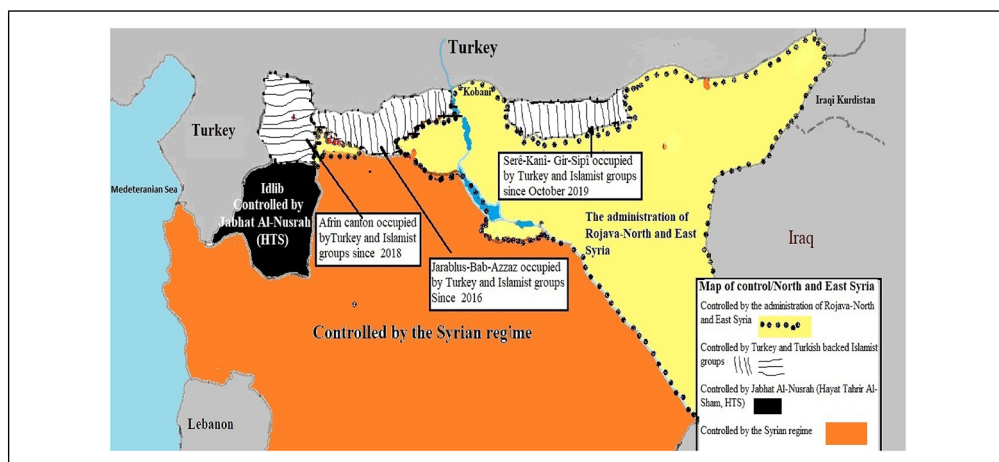 Turkey
Kobani
Iraqi Kurdistan
Turkey
Medeteranian Sea
Serê-Kani- Gir-Sipi occupied
by Turkey and Islamist groups
since October 2019
Idlib
Controlled by
Jabhat Al-Nusrah
(HTS)
Afrin canton occupied
byTurkey and Islamist
groups since  2018
The administration of
Rojava-North and East
Syria
Iraq
Jarablus-Bab-Azzaz occupied
by Turkey and Islamist groups
Since  2016
Controlled by the Syrian regime
Lebanon
Map of control/North and East Syria
Controlled by the administration of Rojava-North
and East Syria
Controlled by Turkey and Turkish backed Islamist
groups
Controlled by Jabhat Al-Nusrah (Hayat Tahrir Al-
Sham, HTS)
Controlled by the Syrian regime